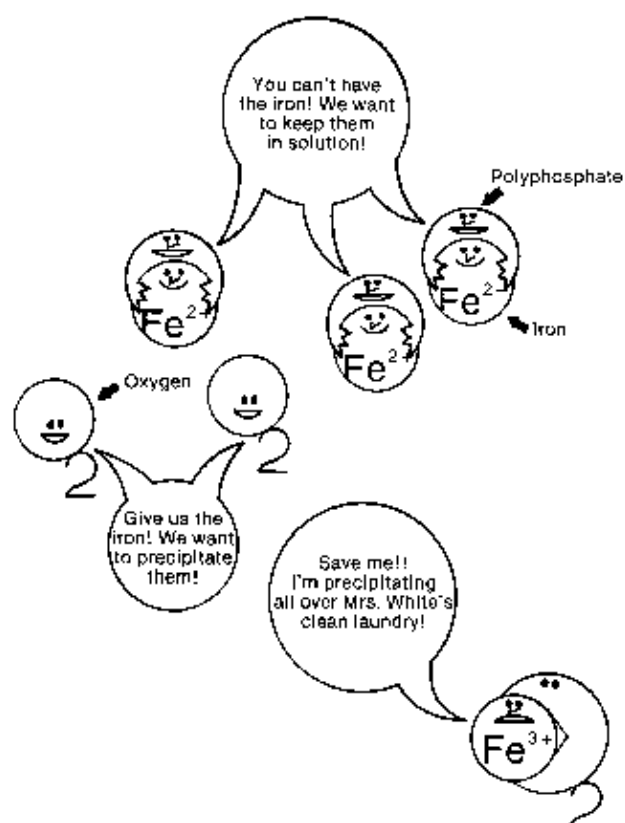 You can't have
the iron! We want
to keep them
in solution!
Polyphosphate
Fe2+
Fe2+
Fe2+
Iron
Oxygen
2
2
Give us the
iron! We want
to precipitate
them!
Save me!!
I'm precipitating
all over Mrs. White's
clean laundry!
Fe3+
2